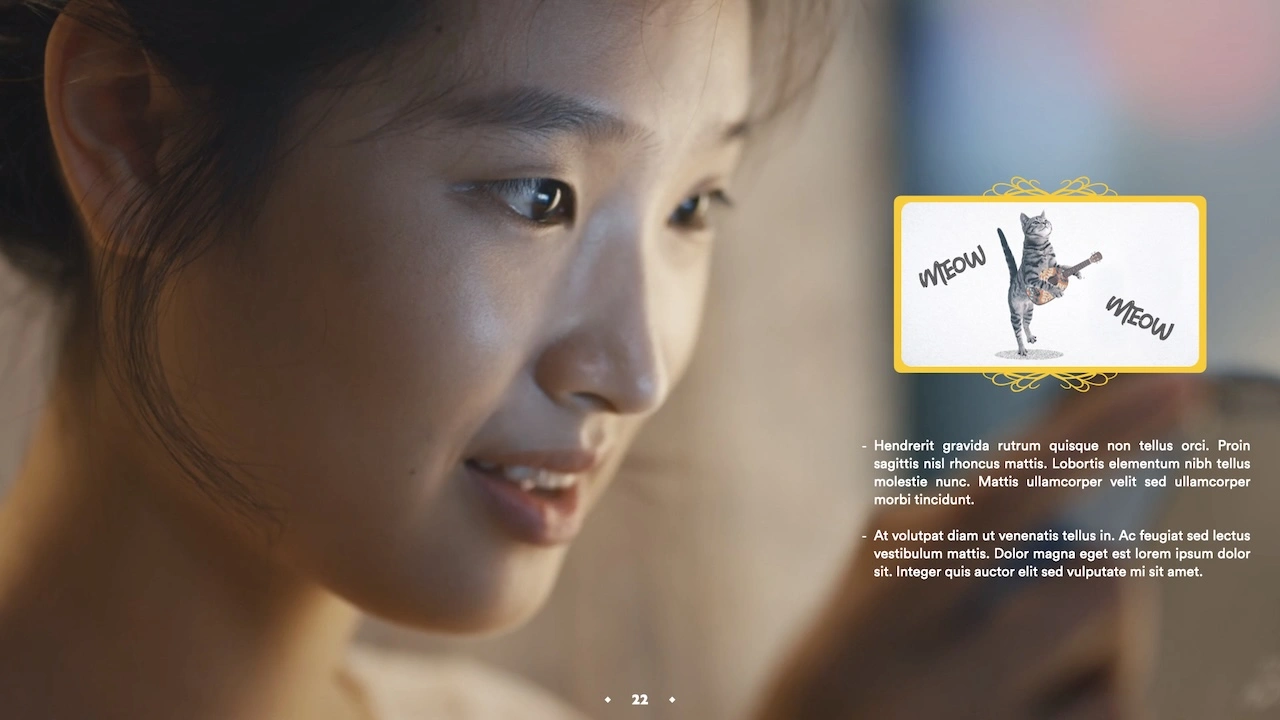 MEOW
MEOW
- Hendrerit gravida rutrum quisque non tellus orci. Proin
sagittis nisl rhoncus mattis. Lobortis elementum nibh tellus
molestie nunc. Mattis ullamcorper velit sed ullamcorper
morbi tincidunt.
- At volutpat diam ut venenatis tellus in. Ac feugiat sed lectus
vestibulum mattis. Dolor magna eget est lorem ipsum dolor
sit. Integer quis auctor elit sed vulputate mi sit amet.
22